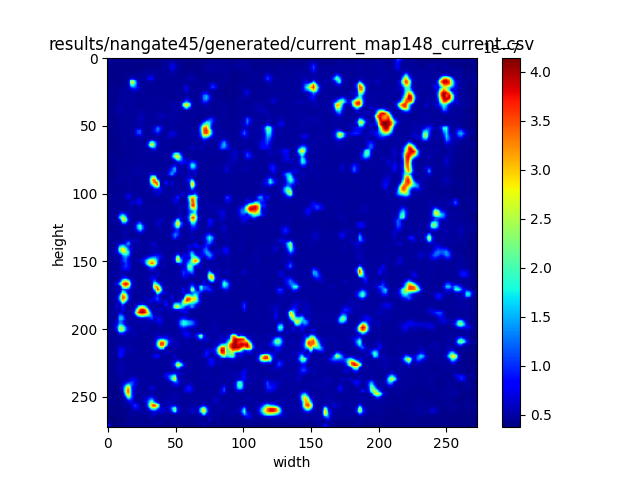 results/nangate45/generated/current_map148_current.csv
1e−7
0
50
100
150
200
250
height
0 50 100 150 200 250
width
4.0
3.5
3.0
2.5
2.0
1.5
1.0
0.5